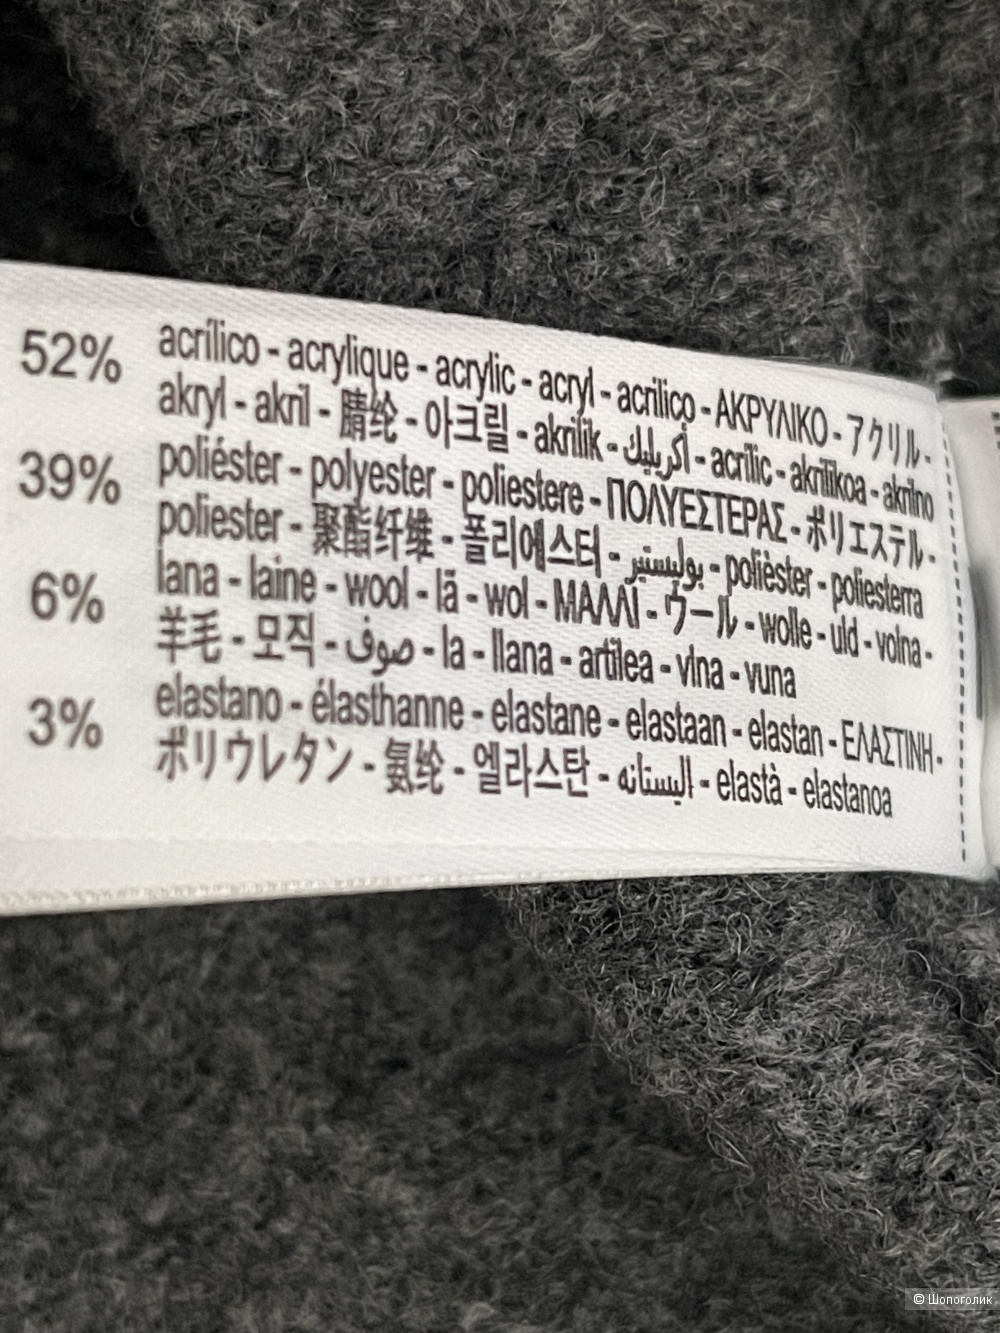 52% acrílico - acrylique - acrylic - acryl - acrilico - ΑΚΡΥΛΙΚΟ - アクリル -
akryl - akril - 腈纶 - 아크릴 - akrilik - أكريليك - acrílic - akrilikoa - akrilno
39% poliéster - polyester - poliestere - ΠΟΛΥΕΣΤΕΡΑΣ - ポリエステル -
poliester - 聚酯纤维 - 폴리에스터 - بوليستير - polièster - poliesterra
6% lana - laine - wool - lã - wol - ΜΑΛΛΙ - ウール - wolle - uld - volna -
羊毛 - 모직 - صوف - la - llana - artilea - vlna - vuna
3% elastano - élasthanne - elastane - elastaan - elastan - ΕΛΑΣΤΙΝΗ -
ポリウレタン - 氨纶 - 엘라스탄 - اليستانه - elastà - elastanoa
© Шопоголик